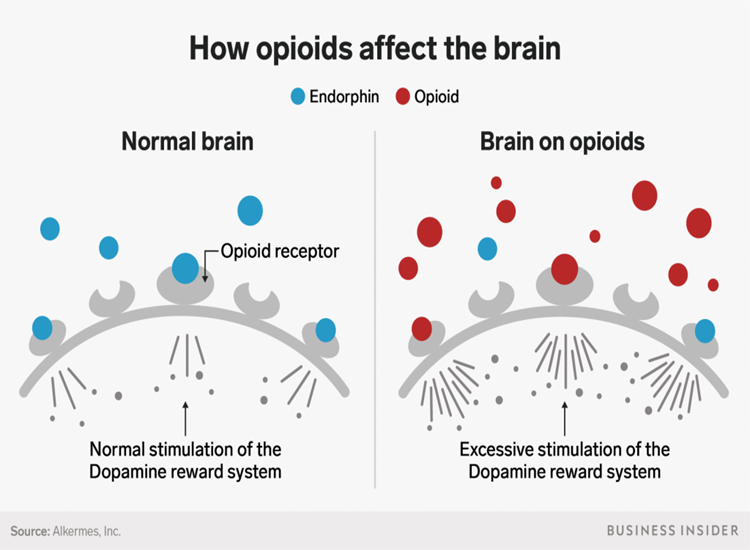 How opioids affect the brain
Endorphin
Opioid
Normal brain
Brain on opioids
Opioid receptor
Normal stimulation of the
Dopamine reward system
Excessive stimulation of the
Dopamine reward system
Source: Alkermes, Inc.
BUSINESS INSIDER